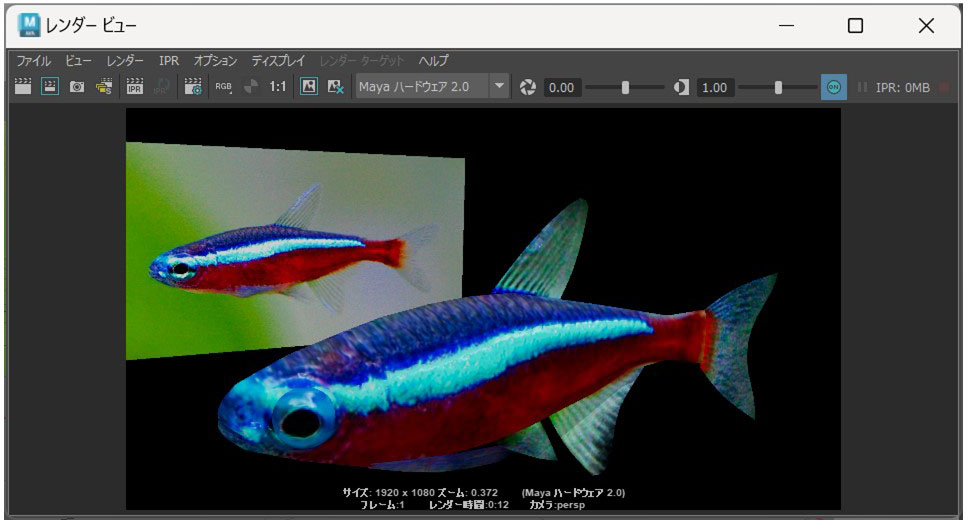 レンダー ビュー
ファイル ビュー レンダー IPR オプション ディスプレイ レンダー ターゲット ヘルプ
IPR IPR RGB 1:1 Maya ハードウェア 2.0 0.00 1.00 ON IPR: 0MB
サイズ: 1920 x 1080 ズーム: 0.372 (Maya ハードウェア 2.0)
フレーム:1 レンダー時間:0:12 カメラ:persp